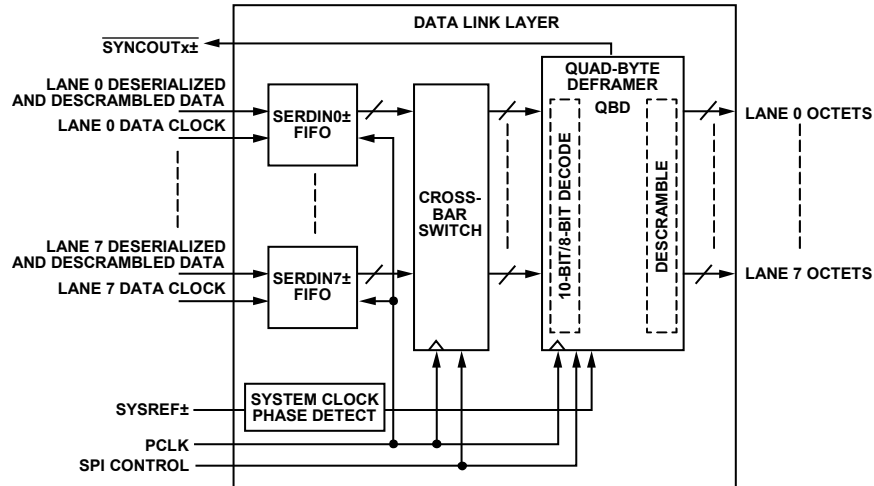 DATA LINK LAYER
SYNCOUTx±
LANE 0 DESERIALIZED
AND DESCRAMBLED DATA
LANE 0 DATA CLOCK
SERDIN0±
FIFO
LANE 7 DESERIALIZED
AND DESCRAMBLED DATA
LANE 7 DATA CLOCK
SERDIN7±
FIFO
CROSS-
BAR
SWITCH
QUAD-BYTE
DEFRAMER
QBD
10-BIT/8-BIT DECODE
DESCRAMBLE
LANE 0 OCTETS
LANE 7 OCTETS
SYSREF±
SYSTEM CLOCK
PHASE DETECT
PCLK
SPI CONTROL